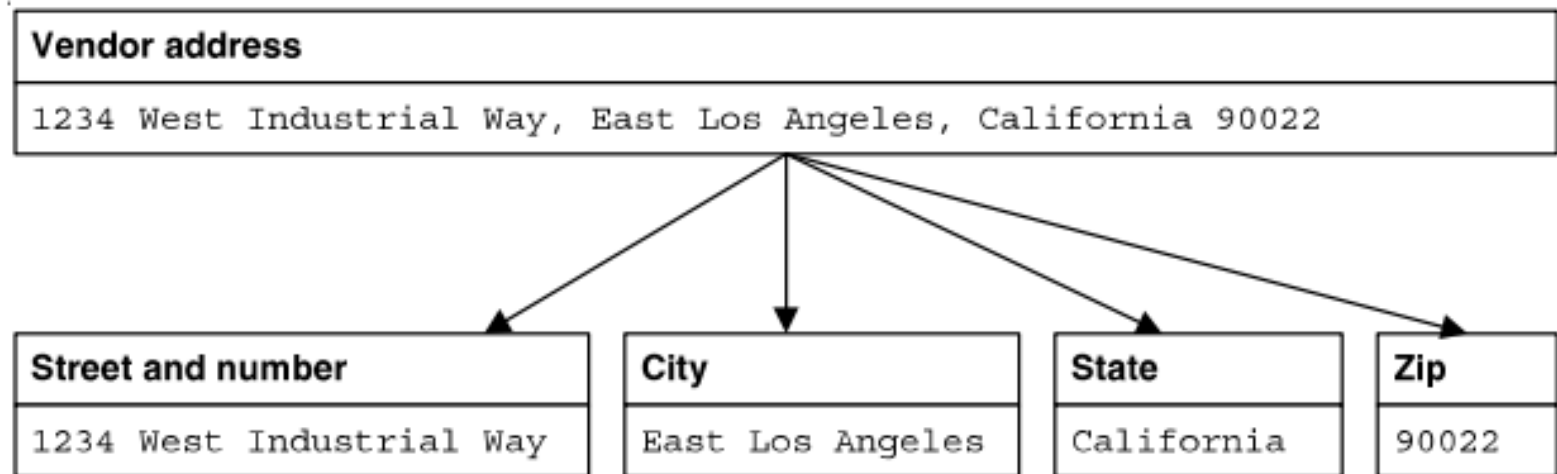 Vendor address
1234 West Industrial Way, East Los Angeles, California 90022
Street and number
City
State
Zip
1234 West Industrial Way
East Los Angeles
California
90022